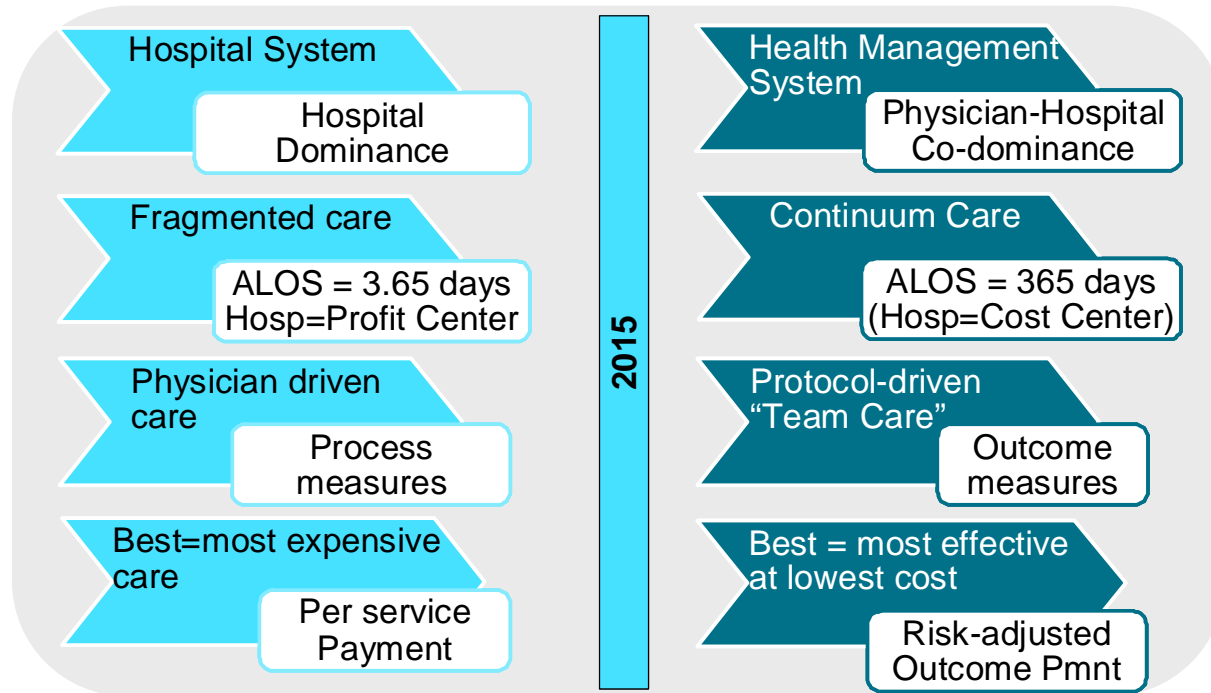 Hospital System
Hospital
Dominance
Fragmented care
ALOS = 3.65 days
Hosp=Profit Center
Physician driven
care
Process
measures
Best=most expensive
care
Per service
Payment
2015
Health Management
System
Physician-Hospital
Co-dominance
Continuum Care
ALOS = 365 days
(Hosp=Cost Center)
Protocol-driven
“Team Care”
Outcome
measures
Best = most effective
at lowest cost
Risk-adjusted
Outcome Pmnt